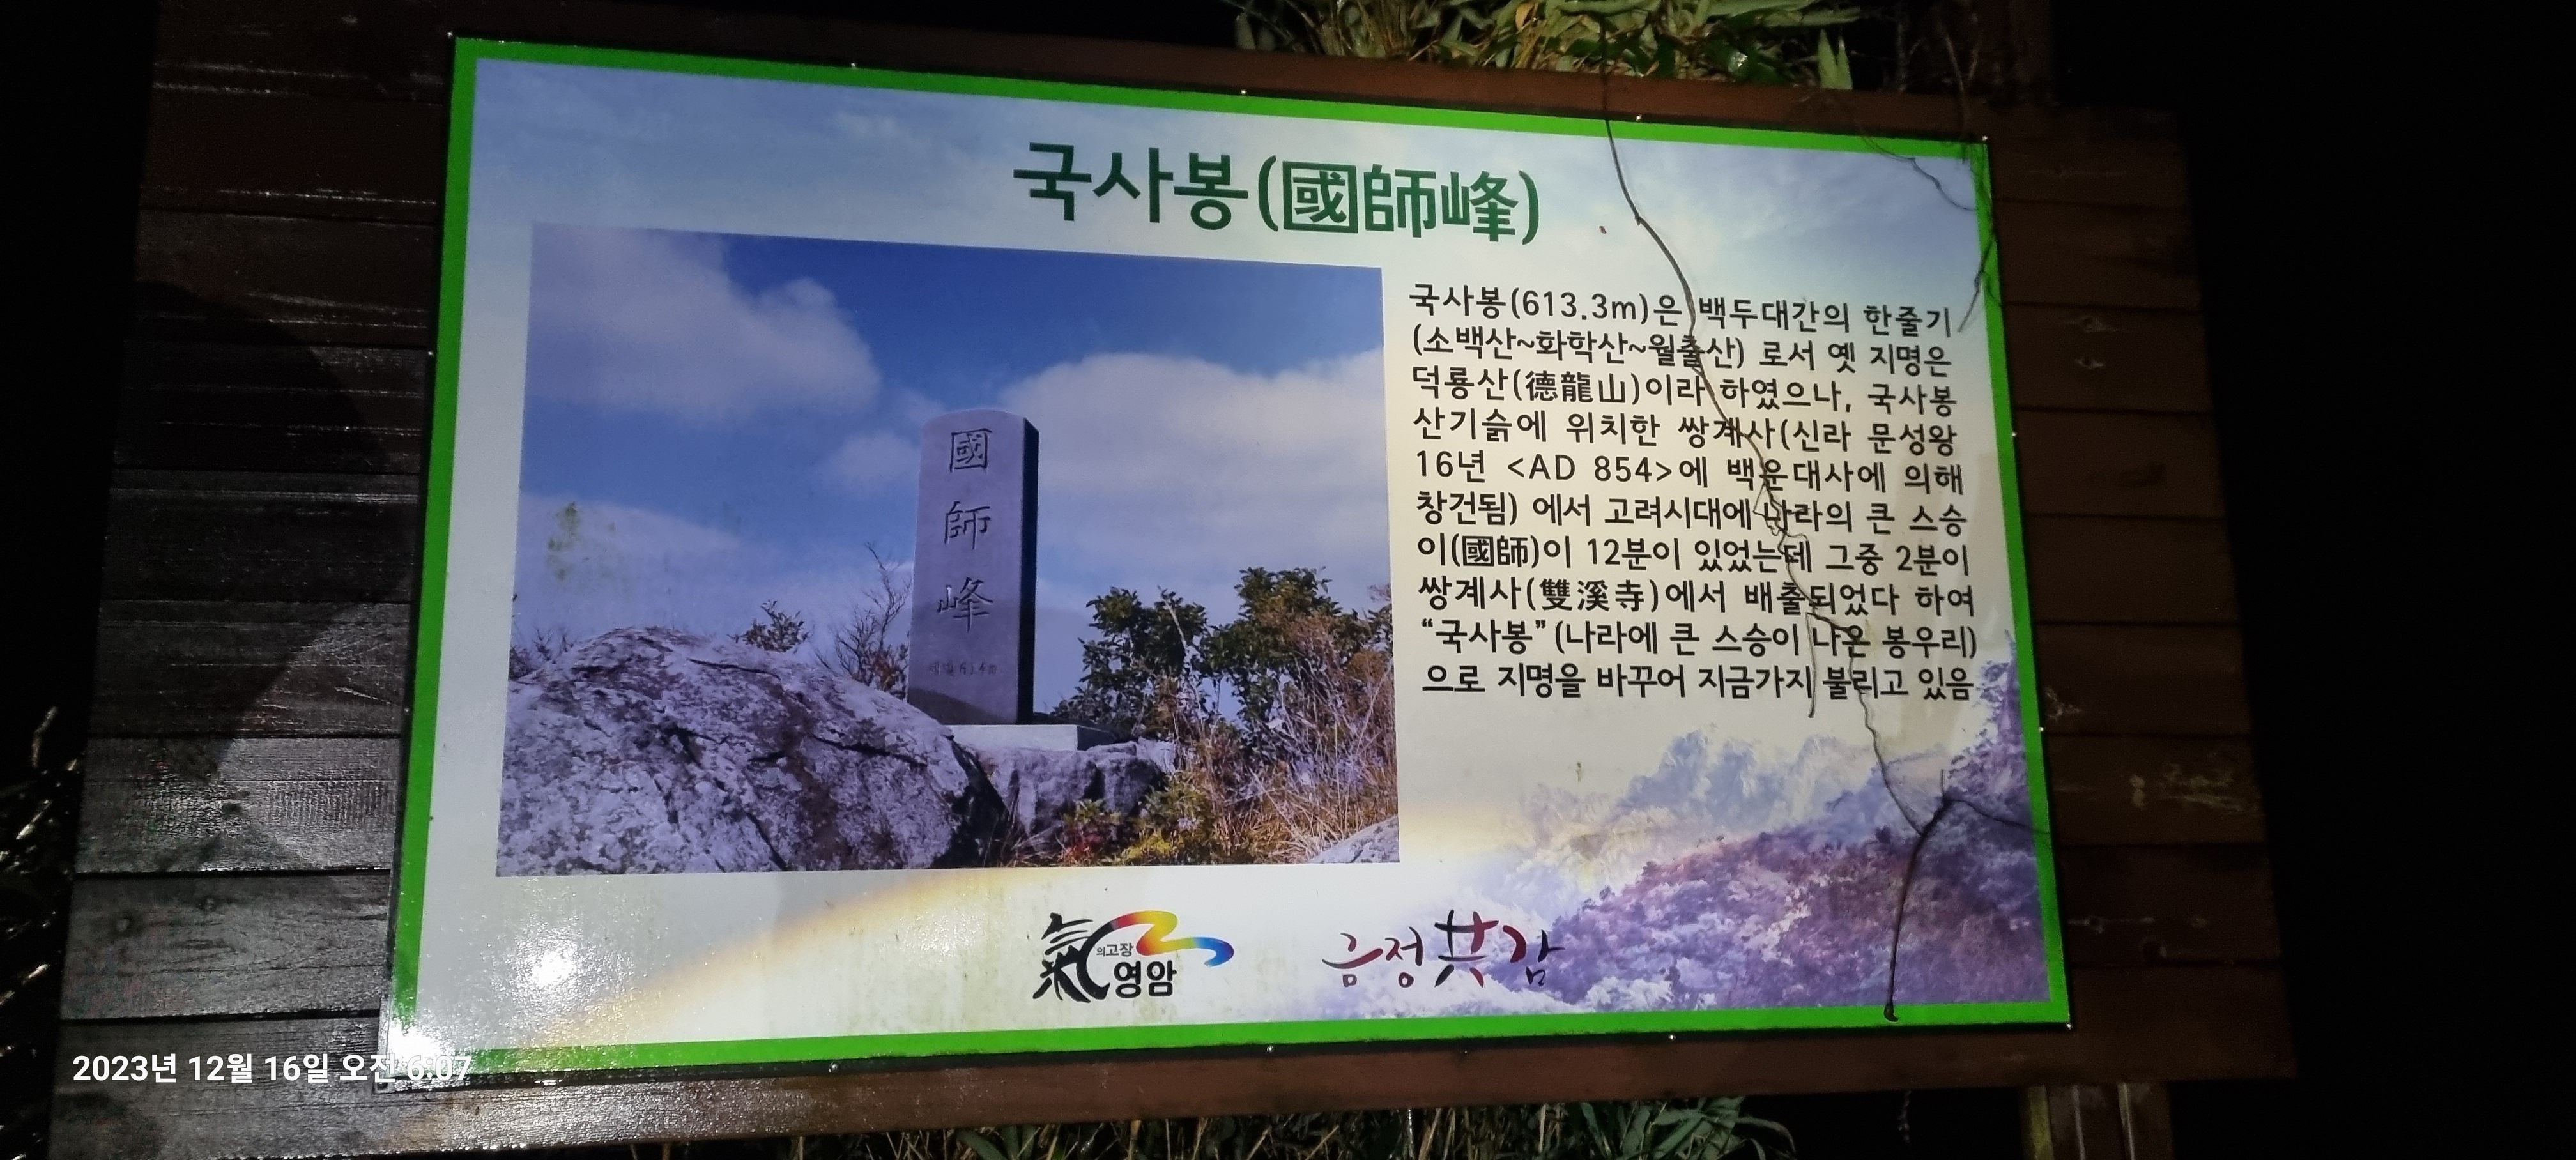 국사봉(國師峰)
國
師
峰
국사봉(613.3m)은 백두대간의 한줄기
(소백산~화학산~월출산) 로서 옛 지명은
덕룡산(德龍山)이라 하였으나, 국사봉
산기슭에 위치한 쌍계사(신라 문성왕
16년 <AD 854>에 백운대사에 의해
창건됨) 에서 고려시대에 나라의 큰 스승
이(國師)이 12분이 있었는데 그중 2분이
쌍계사(雙溪寺)에서 배출되었다 하여
“국사봉”(나라에 큰 스승이 나온 봉우리)
으로 지명을 바꾸어 지금가지 불리고 있음
氣의고장
영암
금정共감
2023년 12월 16일 오전 6:07